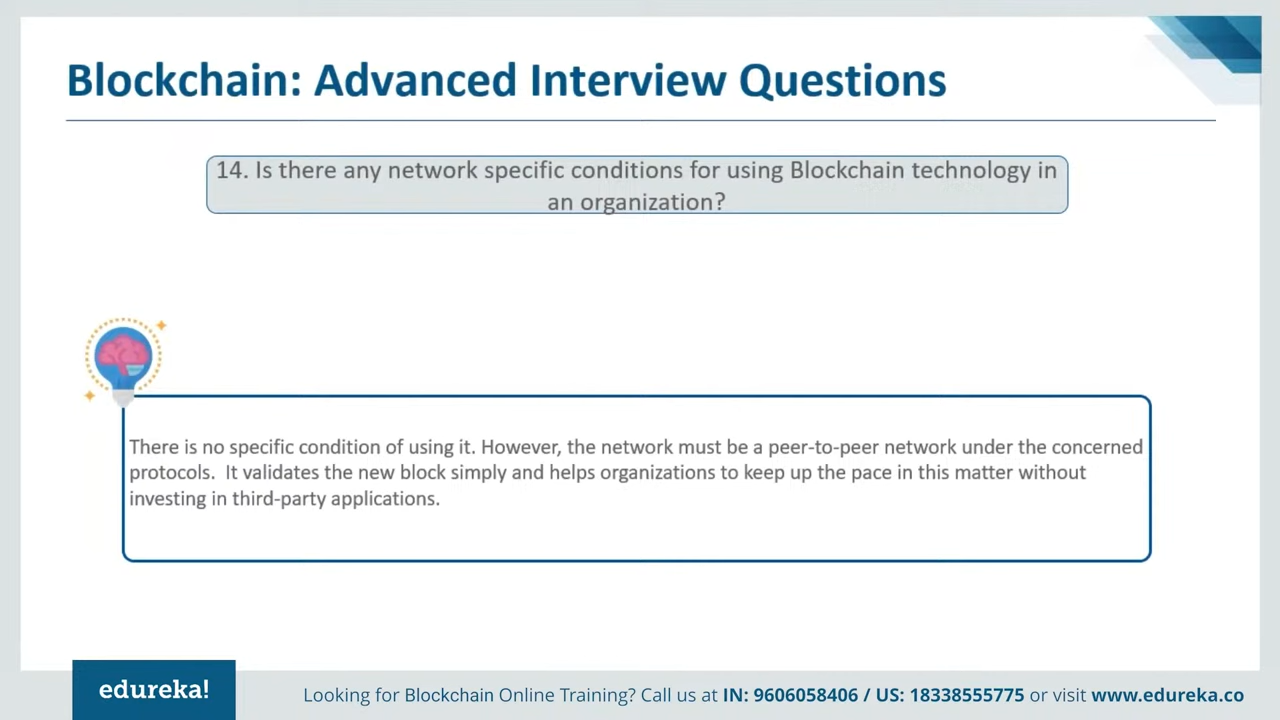 Blockchain: Advanced Interview Questions
14. Is there any network specific conditions for using Blockchain technology in
an organization?
There is no specific condition of using it. However, the network must be a peer-to-peer network under the concerned
protocols.  It validates the new block simply and helps organizations to keep up the pace in this matter without
investing in third-party applications.
edureka!
Looking for Blockchain Online Training? Call us at IN: 9606058406 / US: 18338555775 or visit www.edureka.co